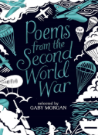 Poems
from the
Second
World
War
selected by
GABY MORGAN